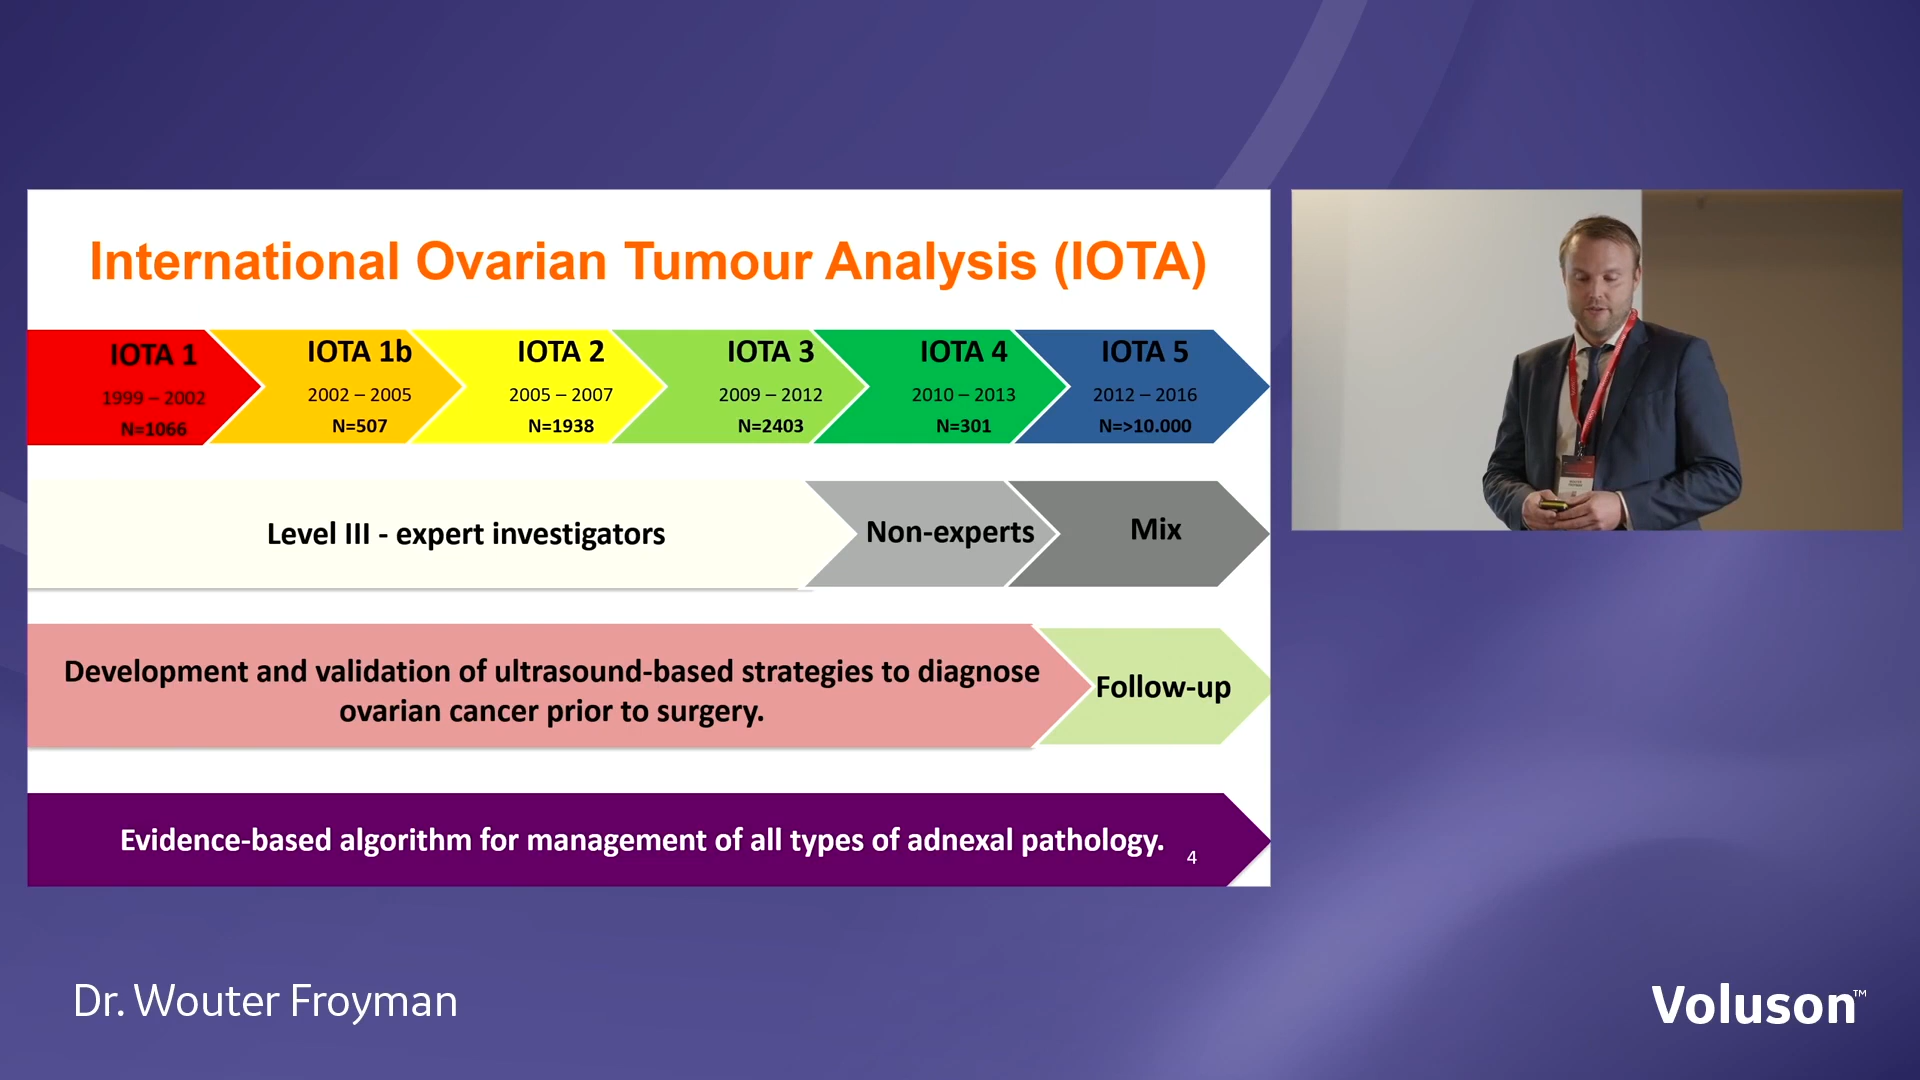 International Ovarian Tumour Analysis (IOTA)
IOTA 1
1999 – 2002
N=1066
IOTA 1b
2002 – 2005
N=507
IOTA 2
2005 – 2007
N=1938
IOTA 3
2009 – 2012
N=2403
IOTA 4
2010 – 2013
N=301
IOTA 5
2012 – 2016
N=>10.000
Level III - expert investigators
Non-experts
Mix
Development and validation of ultrasound-based strategies to diagnose
ovarian cancer prior to surgery.
Follow-up
Evidence-based algorithm for management of all types of adnexal pathology.
4
Dr. Wouter Froyman
Voluson™